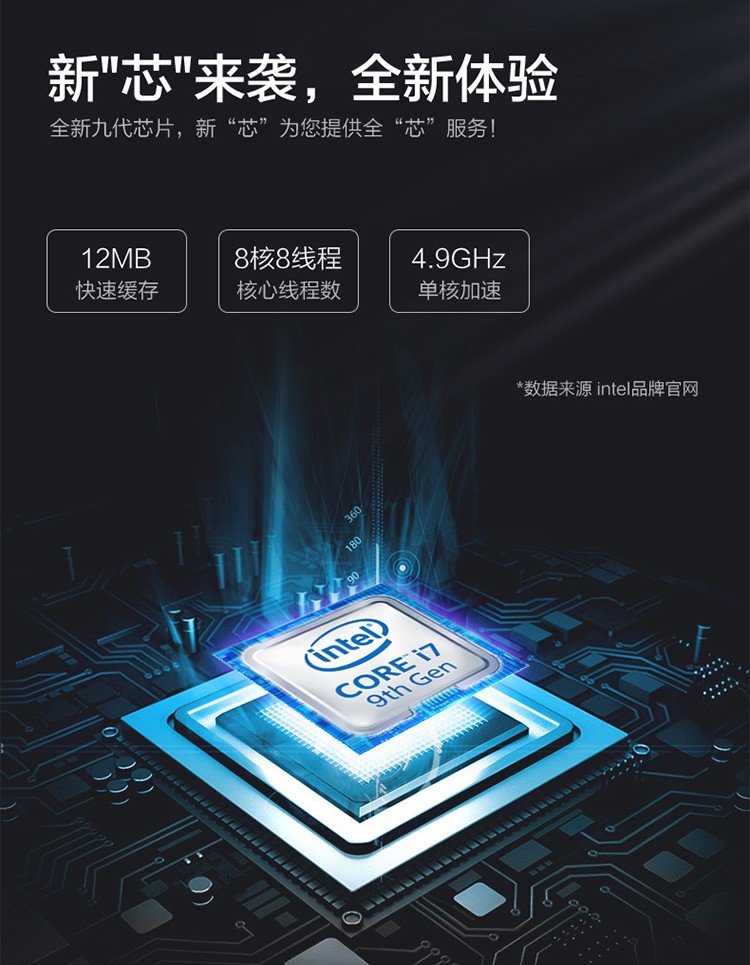 新"芯"来袭，全新体验
全新九代芯片，新“芯”为您提供全“芯”服务！
12MB
快速缓存
8核8线程
核心线程数
4.9GHz
单核加速
*数据来源 intel品牌官网
360
180
90
intel
CORE™ i7
9th Gen